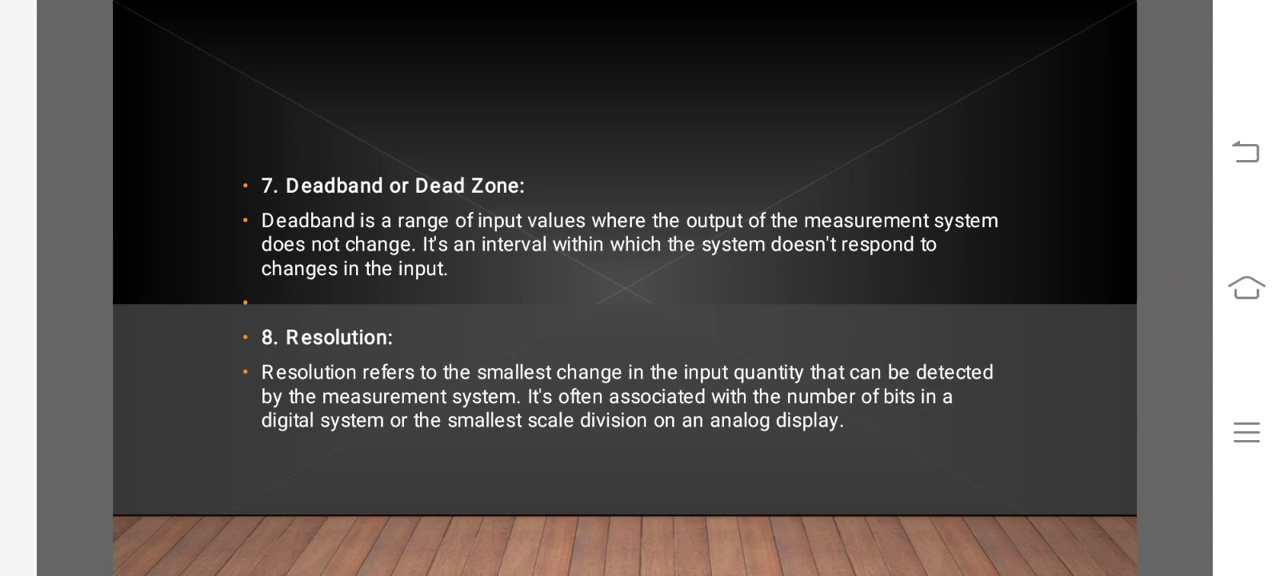 • 7. Deadband or Dead Zone:
• Deadband is a range of input values where the output of the measurement system
does not change. It's an interval within which the system doesn't respond to
changes in the input.
•
• 8. Resolution:
• Resolution refers to the smallest change in the input quantity that can be detected
by the measurement system. It's often associated with the number of bits in a
digital system or the smallest scale division on an analog display.